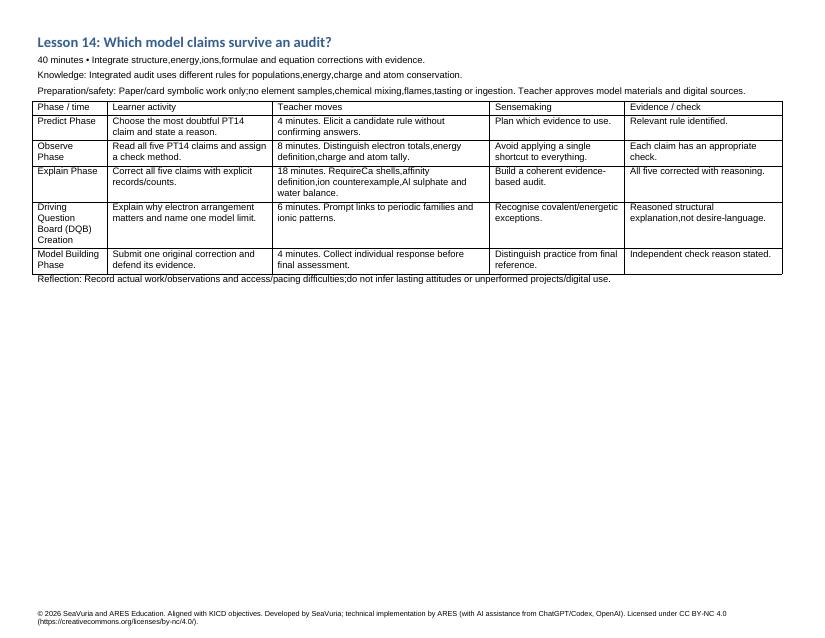 Lesson 14: Which model claims survive an audit?
40 minutes • Integrate structure,energy,ions,formulae and equation corrections with evidence.
Knowledge: Integrated audit uses different rules for populations,energy,charge and atom conservation.
Preparation/safety: Paper/card symbolic work only;no element samples,chemical mixing,flames,tasting or ingestion. Teacher approves model materials and digital sources.
Phase / time
Learner activity
Teacher moves
Sensemaking
Evidence / check
Predict Phase
Choose the most doubtful PT14
claim and state a reason.
4 minutes. Elicit a candidate rule without
confirming answers.
Plan which evidence to use.
Relevant rule identified.
Observe
Phase
Read all five PT14 claims and assign
a check method.
8 minutes. Distinguish electron totals,energy
definition,charge and atom tally.
Avoid applying a single
shortcut to everything.
Each claim has an appropriate
check.
Explain Phase
Correct all five claims with explicit
records/counts.
18 minutes. RequireCa shells,affinity
definition,ion counterexample,Al sulphate and
water balance.
Build a coherent evidence-
based audit.
All five corrected with reasoning.
Driving
Question
Board (DQB)
Creation
Explain why electron arrangement
matters and name one model limit.
6 minutes. Prompt links to periodic families and
ionic patterns.
Recognise covalent/energetic
exceptions.
Reasoned structural
explanation,not desire-language.
Model Building
Phase
Submit one original correction and
defend its evidence.
4 minutes. Collect individual response before
final assessment.
Distinguish practice from final
reference.
Independent check reason stated.
Reflection: Record actual work/observations and access/pacing difficulties;do not infer lasting attitudes or unperformed projects/digital use.
© 2026 SeaVuria and ARES Education. Aligned with KICD objectives. Developed by SeaVuria; technical implementation by ARES (with AI assistance from ChatGPT/Codex, OpenAI). Licensed under CC BY-NC 4.0
(https://creativecommons.org/licenses/by-nc/4.0/).